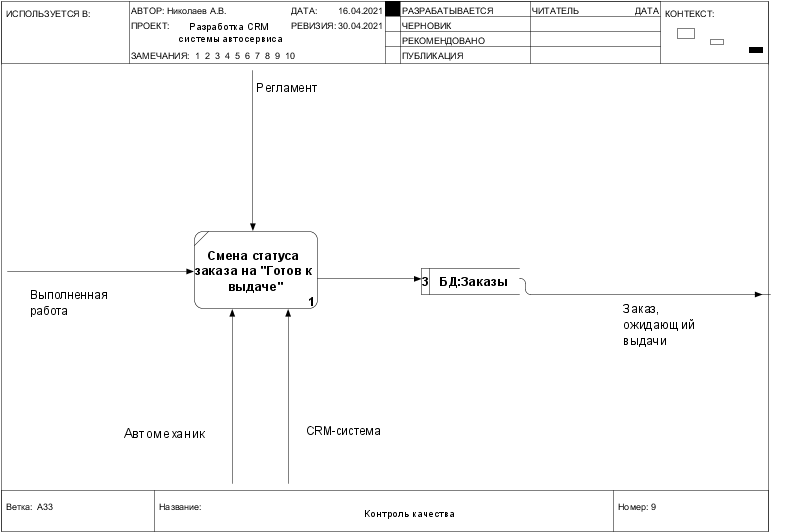 ИСПОЛЬЗУЕТСЯ В:
АВТОР: Николаев А.В.
ДАТА: 16.04.2021
РАЗРАБАТЫВАЕТСЯ
ЧИТАТЕЛЬ
ДАТА
КОНТЕКСТ:
ПРОЕКТ: Разработка CRM
системы автосервиса
РЕВИЗИЯ: 30.04.2021
ЧЕРНОВИК
РЕКОМЕНДОВАНО
ЗАМЕЧАНИЯ: 1 2 3 4 5 6 7 8 9 10
ПУБЛИКАЦИЯ
Регламент
Смена статуса
заказа на "Готов к
выдаче"
1
3
БД:Заказы
Выполненная
работа
Заказ,
ожидающий
выдачи
Автомеханик
CRM-система
Ветка: A33
Название:
Контроль качества
Номер: 9